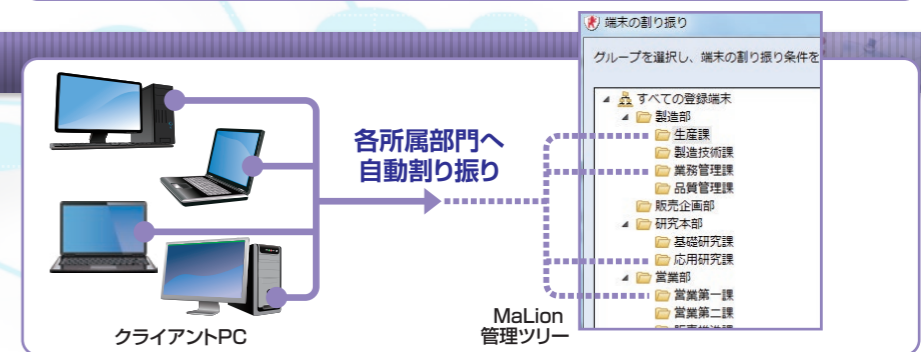 端末の割り振り
グループを選択し、端末の割り振り条件を
すべての登録端末
製造部
生産課
製造技術課
業務管理課
品質管理課
販売企画部
研究本部
基礎研究課
応用研究課
営業部
営業第一課
営業第二課
各所属部門へ
自動割り振り
クライアントPC
MaLion
管理ツリー